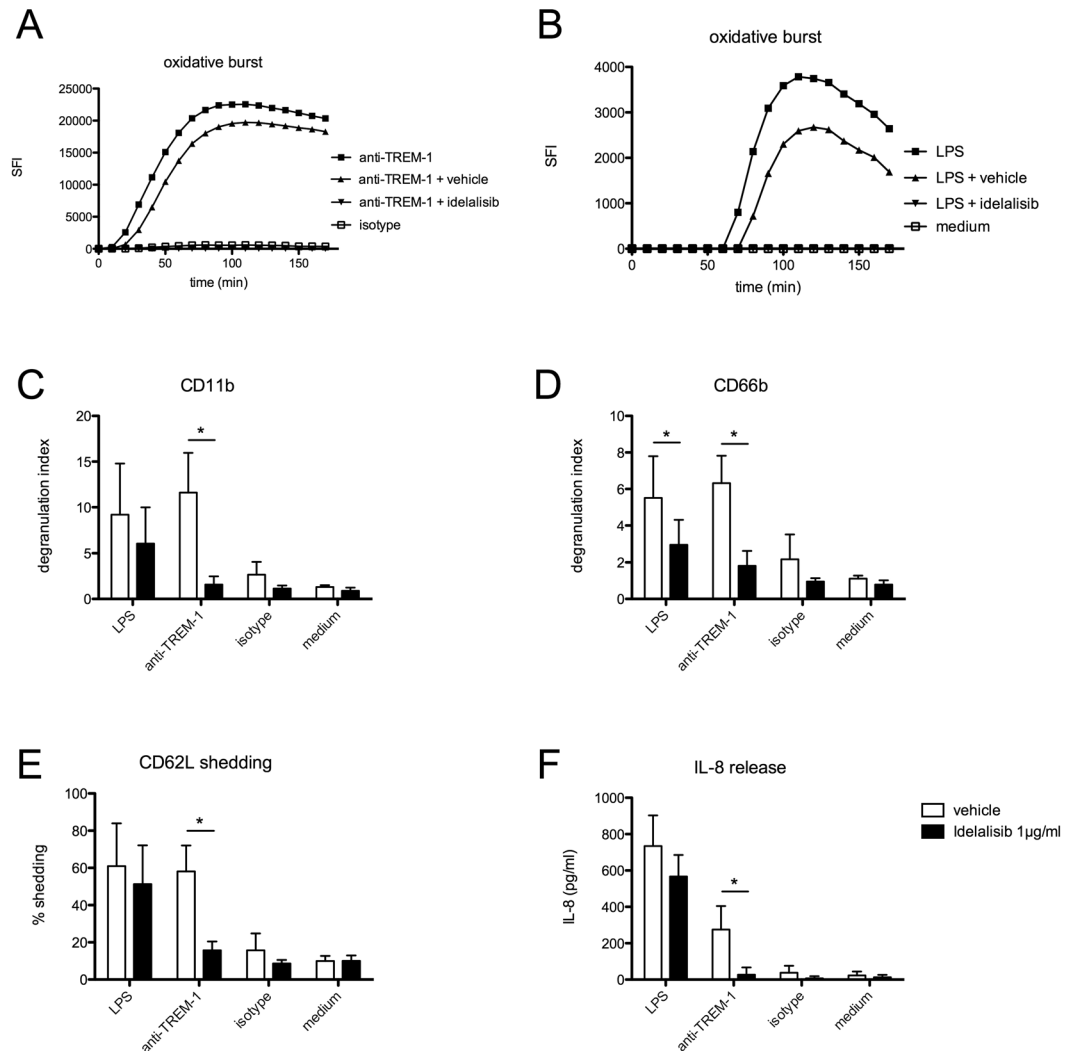 A
oxidative burst
SFI
25000
20000
15000
10000
5000
0
0 50 100 150
time (min)
anti-TREM-1
anti-TREM-1 + vehicle
anti-TREM-1 + idelalisib
isotype
B
oxidative burst
SFI
4000
3000
2000
1000
0
0 50 100 150
time (min)
LPS
LPS + vehicle
LPS + idelalisib
medium
C
CD11b
degranulation index
20
15
10
5
0
*
LPS
anti-TREM-1
isotype
medium
D
CD66b
degranulation index
10
8
6
4
2
0
*
*
LPS
anti-TREM-1
isotype
medium
E
CD62L shedding
% shedding
100
80
60
40
20
0
*
LPS
anti-TREM-1
isotype
medium
F
IL-8 release
IL-8 (pg/ml)
1000
800
600
400
200
0
*
LPS
anti-TREM-1
isotype
medium
vehicle
Idelalisib 1µg/ml